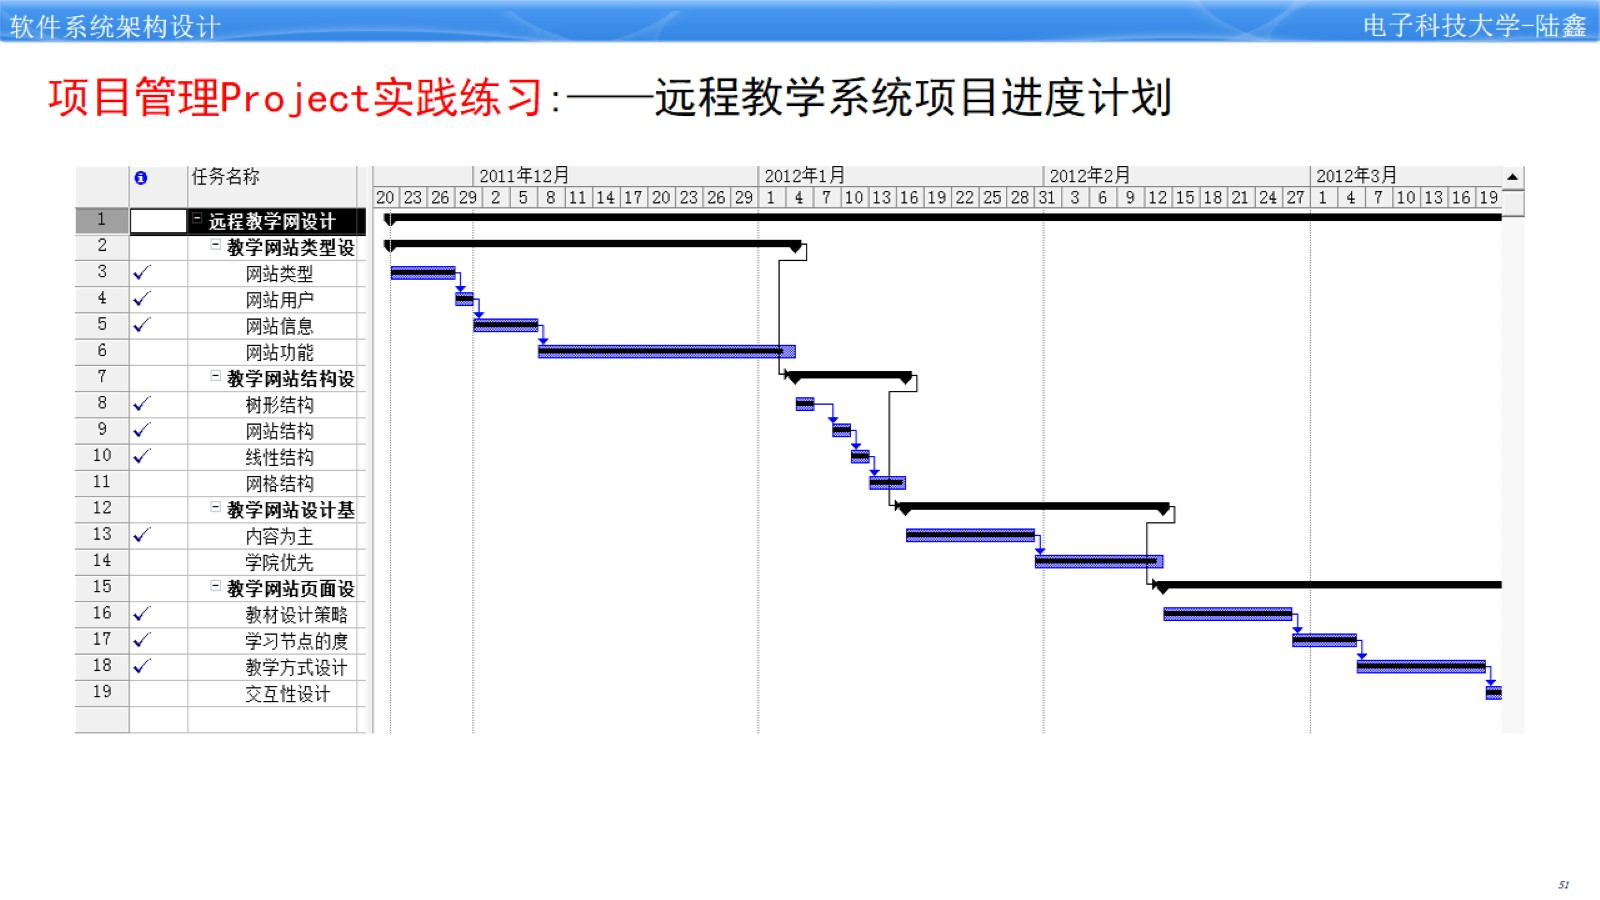 软件系统架构设计
电子科技大学-陆鑫
项目管理Project实践练习:——远程教学系统项目进度计划
任务名称
2011年12月 2012年1月 2012年2月 2012年3月
20 23 26 29 2 5 8 11 14 17 20 23 26 29 1 4 7 10 13 16 19 22 25 28 31 3 6 9 12 15 18 21 24 27 1 4 7 10 13 16 19
1 远程教学网设计
2 教学网站类型设
3 网站类型
4 网站用户
5 网站信息
6 网站功能
7 教学网站结构设
8 树形结构
9 网站结构
10 线性结构
11 网格结构
12 教学网站设计基
13 内容为主
14 学院优先
15 教学网站页面设
16 教材设计策略
17 学习节点的度
18 教学方式设计
19 交互性设计
51